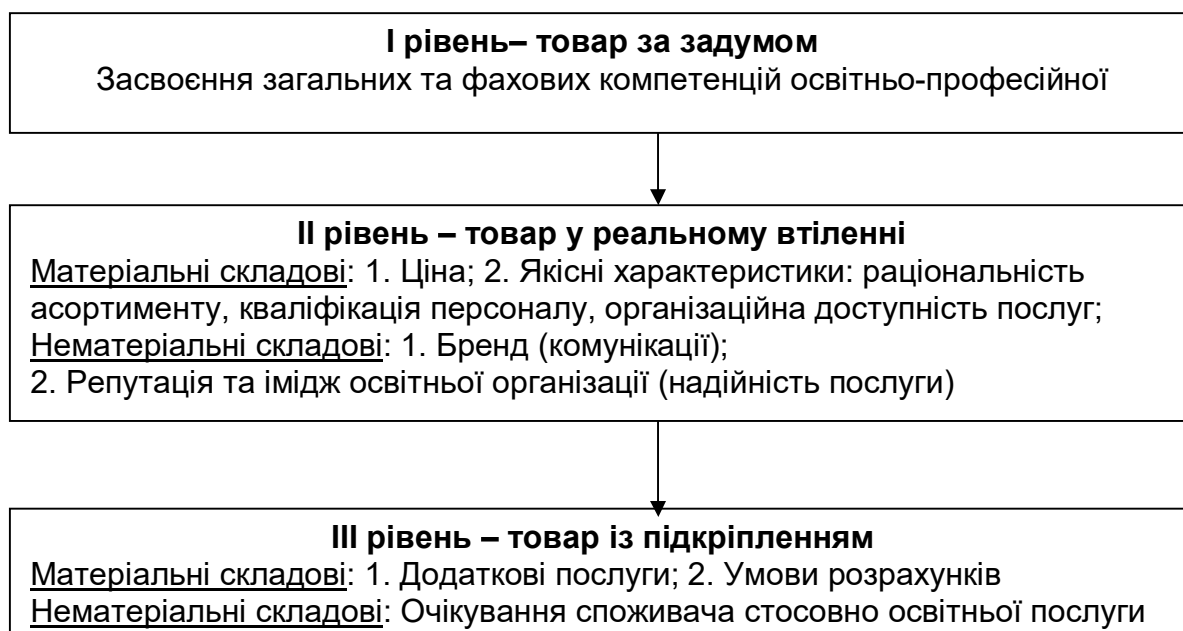 І рівень– товар за задумом
Засвоєння загальних та фахових компетенцій освітньо-професійної
ІІ рівень – товар у реальному втіленні
Матеріальні складові: 1. Ціна; 2. Якісні характеристики: раціональність
асортименту, кваліфікація персоналу, організаційна доступність послуг;
Нематеріальні складові: 1. Бренд (комунікації);
2. Репутація та імідж освітньої організації (надійність послуги)
ІІІ рівень – товар із підкріпленням
Матеріальні складові: 1. Додаткові послуги; 2. Умови розрахунків
Нематеріальні складові: Очікування споживача стосовно освітньої послуги